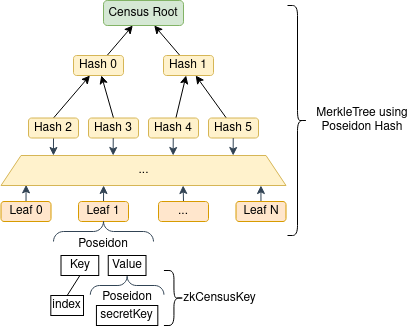 Census Root
Hash 0
Hash 1
MerkleTree using
Poseidon Hash
Hash 2
Hash 3
Hash 4
Hash 5
...
Leaf 0
Leaf 1
...
Leaf N
Poseidon
Key
Value
index
Poseidon
secretKey
zkCensusKey